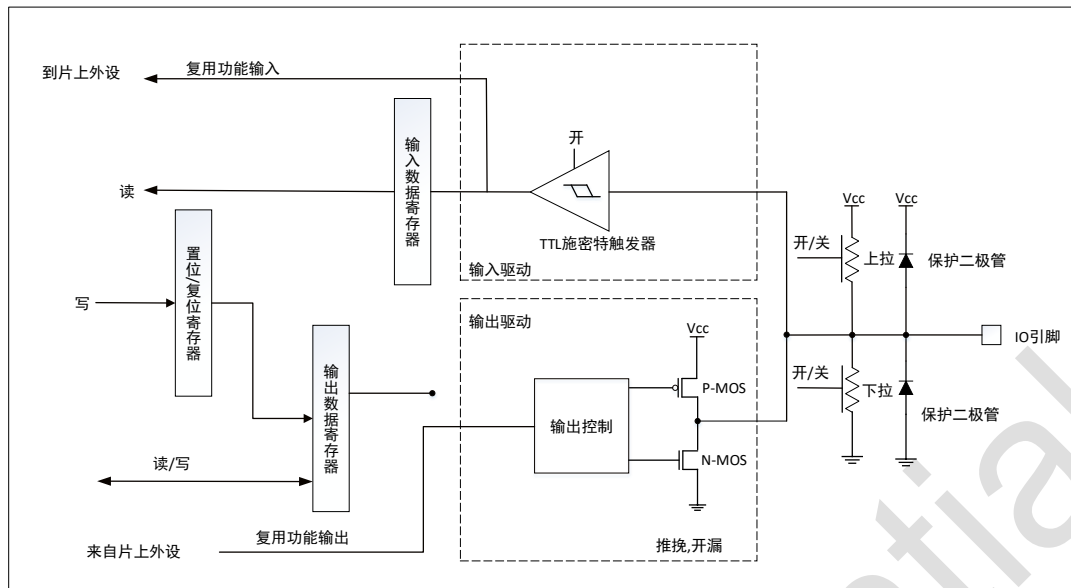 到片上外设
复用功能输入
开
输入数据寄存器
读
TTL施密特触发器
输入驱动
Vcc
Vcc
开/关
上拉
保护二极管
置位/复位寄存器
写
输出驱动
Vcc
IO引脚
输出数据寄存器
P-MOS
开/关
下拉
输出控制
保护二极管
N-MOS
读/写
复用功能输出
来自片上外设
推挽,开漏